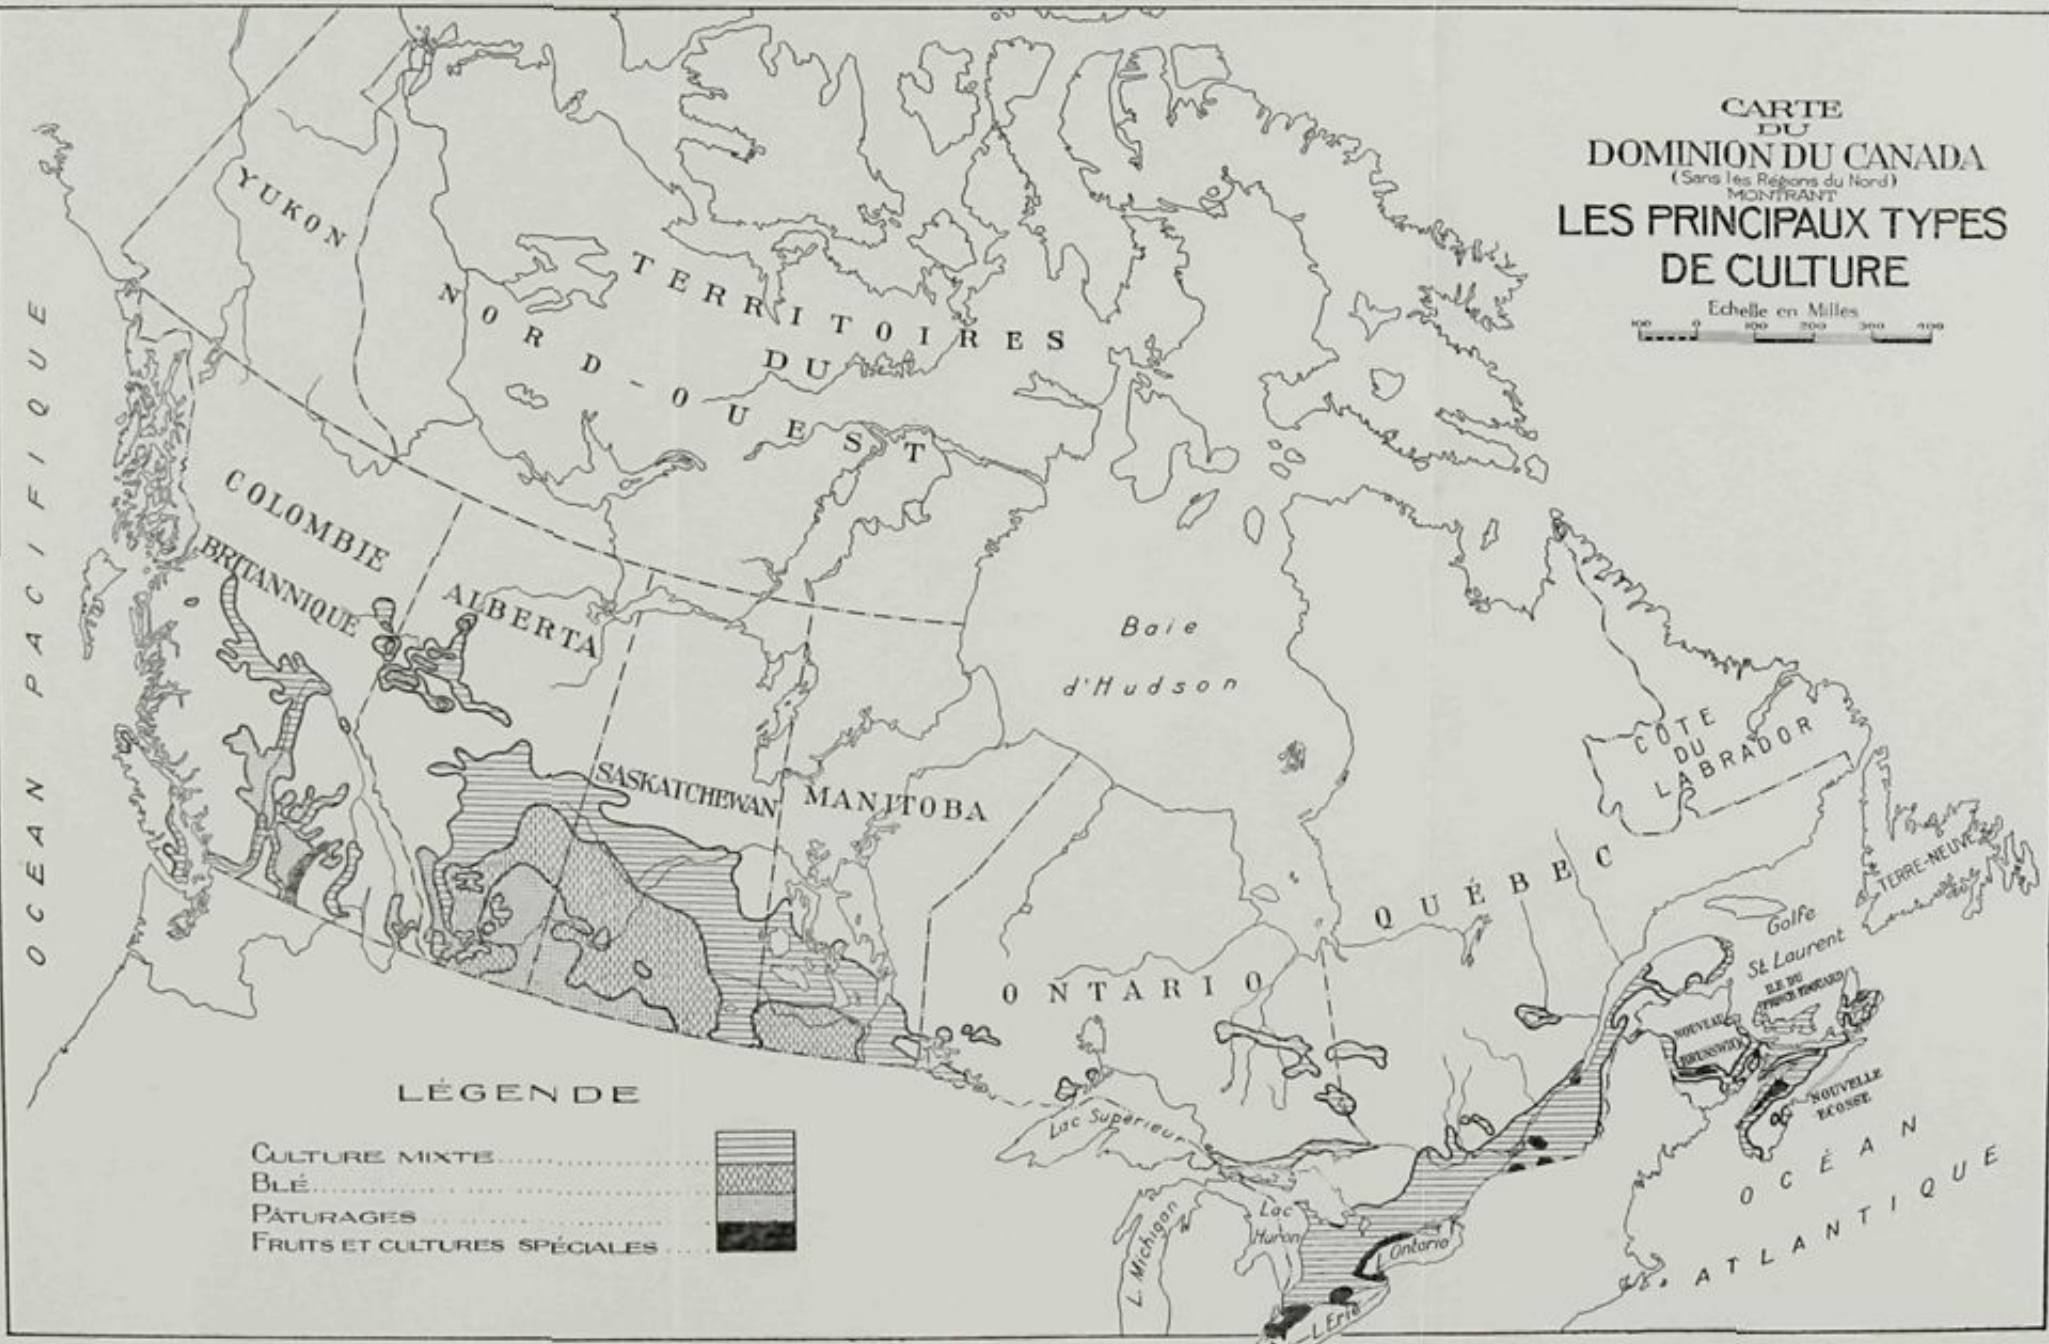 CARTE
DU
DOMINION DU CANADA
(Sans les Régions du Nord)
MONTRANT
LES PRINCIPAUX TYPES
DE CULTURE
Echelle en Milles
100 0 100 200 300 400
YUKON
TERRITOIRES
DU
NORD-OUEST
OCÉAN PACIFIQUE
COLOMBIE
BRITANNIQUE
ALBERTA
SASKATCHEWAN
MANITOBA
Baie
d'Hudson
CÔTE
DU
LABRADOR
TERRE-NEUVE
QUÉBEC
ONTARIO
Golfe
St. Laurent
ILE DU
PRINCE EDOUARD
NOUVEAU
BRUNSWICK
NOUVELLE
ECOSSE
OCÉAN
ATLANTIQUE
Lac Supérieur
L. Michigan
Lac
Huron
L. Ontario
L. Erié
LÉGENDE
CULTURE MIXTE
BLÉ
PÂTURAGES
FRUITS ET CULTURES SPÉCIALES